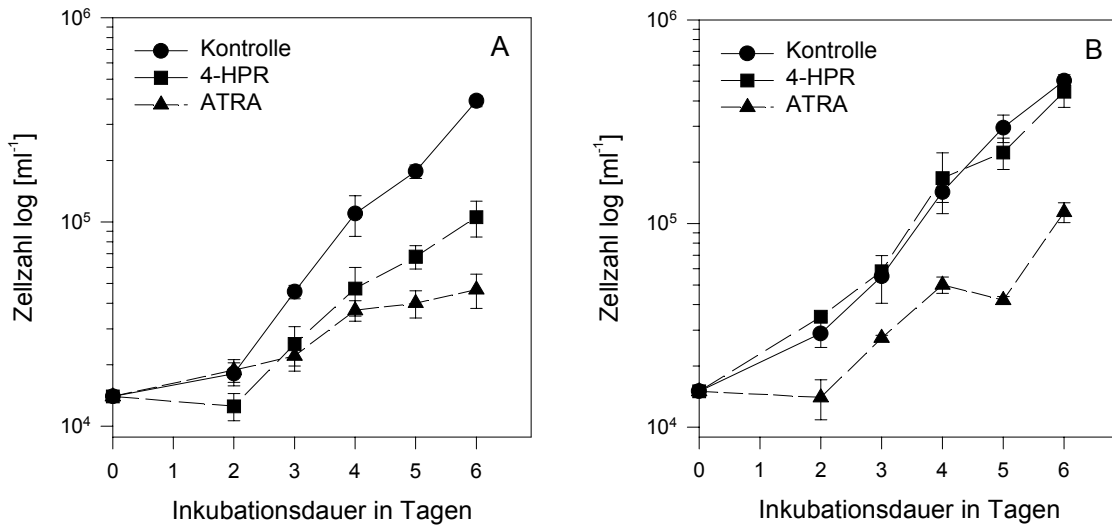 10⁶
A
Kontrolle
4-HPR
ATRA
10⁵
10⁴
Zellzahl log [ml⁻¹]
0 1 2 3 4 5 6
Inkubationsdauer in Tagen
10⁶
B
Kontrolle
4-HPR
ATRA
10⁵
10⁴
Zellzahl log [ml⁻¹]
0 1 2 3 4 5 6
Inkubationsdauer in Tagen